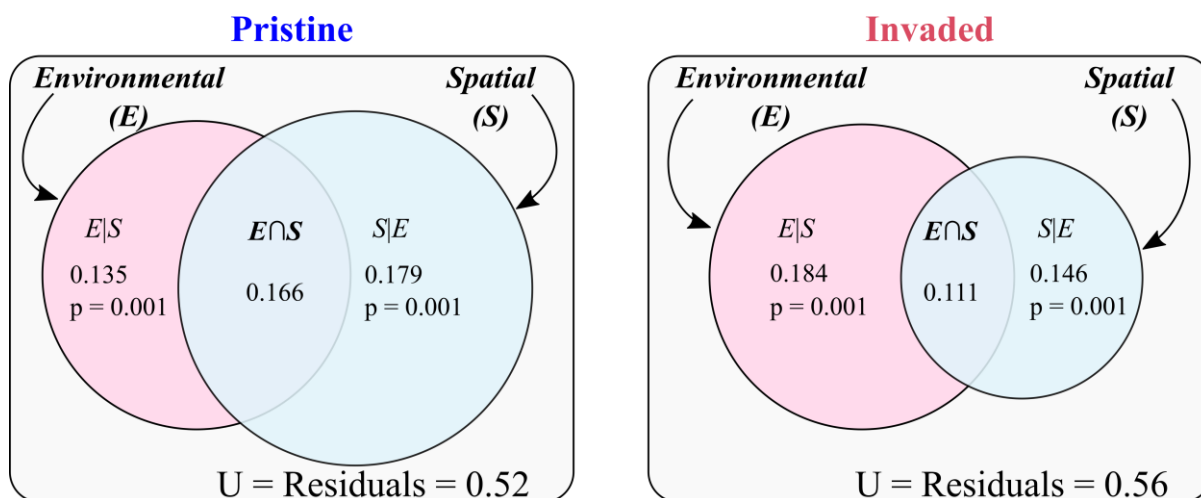 Pristine
Environmental
(E)
Spatial
(S)
E|S
0.135
p = 0.001
E∩S
0.166
S|E
0.179
p = 0.001
U = Residuals = 0.52
Invaded
Environmental
(E)
Spatial
(S)
E|S
0.184
p = 0.001
E∩S
0.111
S|E
0.146
p = 0.001
U = Residuals = 0.56